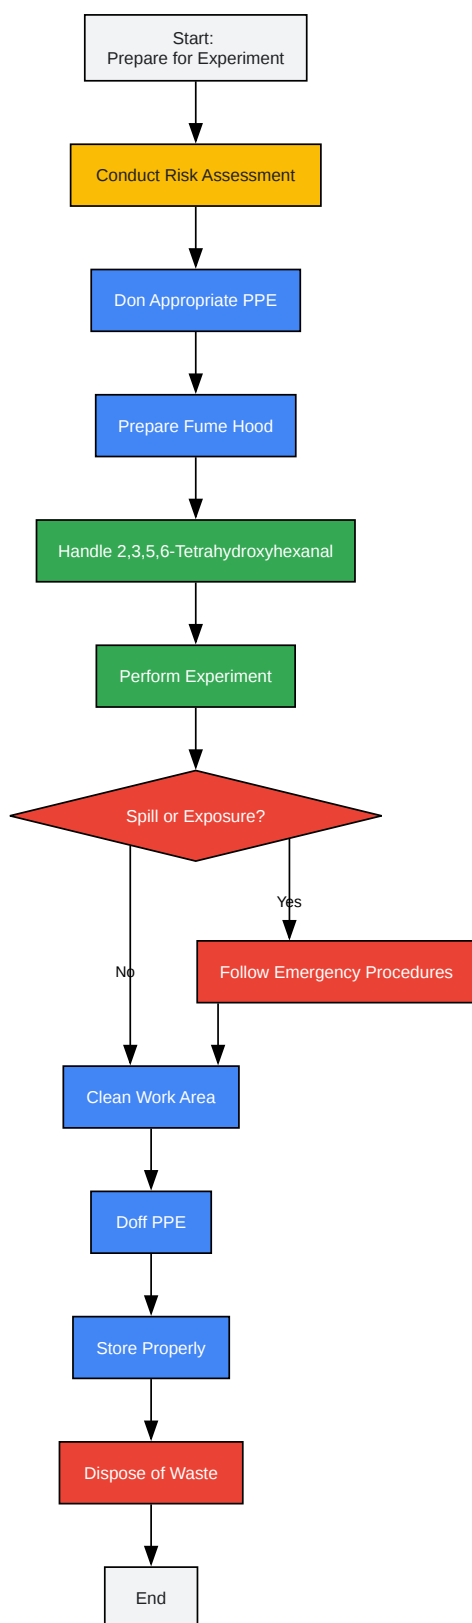 Start:
Prepare for Experiment
Conduct Risk Assessment
Don Appropriate PPE
Prepare Fume Hood
Handle 2,3,5,6-Tetrahydroxyhexanal
Perform Experiment
Spill or Exposure?
Yes
No
Follow Emergency Procedures
Clean Work Area
Doff PPE
Store Properly
Dispose of Waste
End